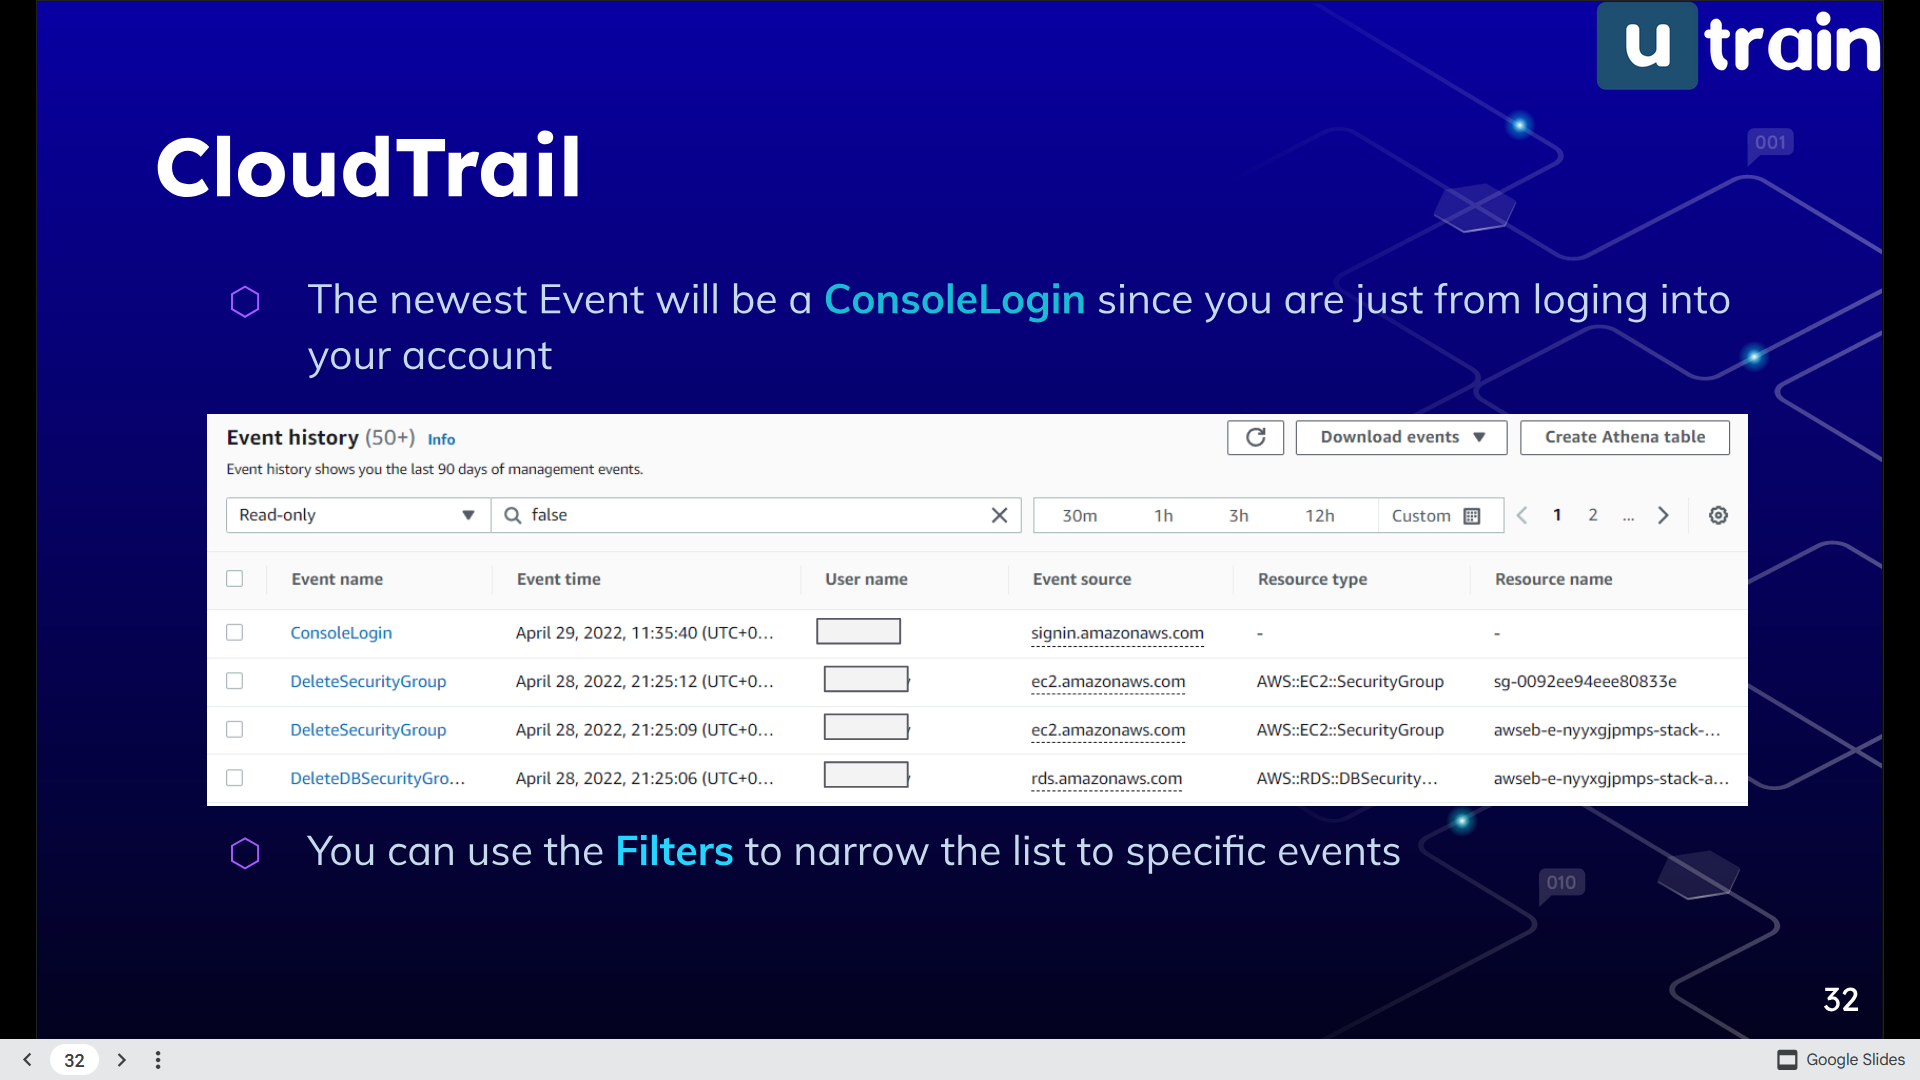 u train
001
CloudTrail
The newest Event will be a ConsoleLogin since you are just from loging into
your account
Event history (50+) Info
Download events
Create Athena table
Event history shows you the last 90 days of management events.
Read-only
false
30m 1h 3h 12h Custom
1 2 ...
Event name Event time User name Event source Resource type Resource name
ConsoleLogin April 29, 2022, 11:35:40 (UTC+0... signin.amazonaws.com - -
DeleteSecurityGroup April 28, 2022, 21:25:12 (UTC+0... ec2.amazonaws.com AWS::EC2::SecurityGroup sg-0092ee94eee80833e
DeleteSecurityGroup April 28, 2022, 21:25:09 (UTC+0... ec2.amazonaws.com AWS::EC2::SecurityGroup awseb-e-nyyxgjpmps-stack-...
DeleteDBSecurityGro... April 28, 2022, 21:25:06 (UTC+0... rds.amazonaws.com AWS::RDS::DBSecurity... awseb-e-nyyxgjpmps-stack-a...
You can use the Filters to narrow the list to specific events
010
32
32
Google Slides